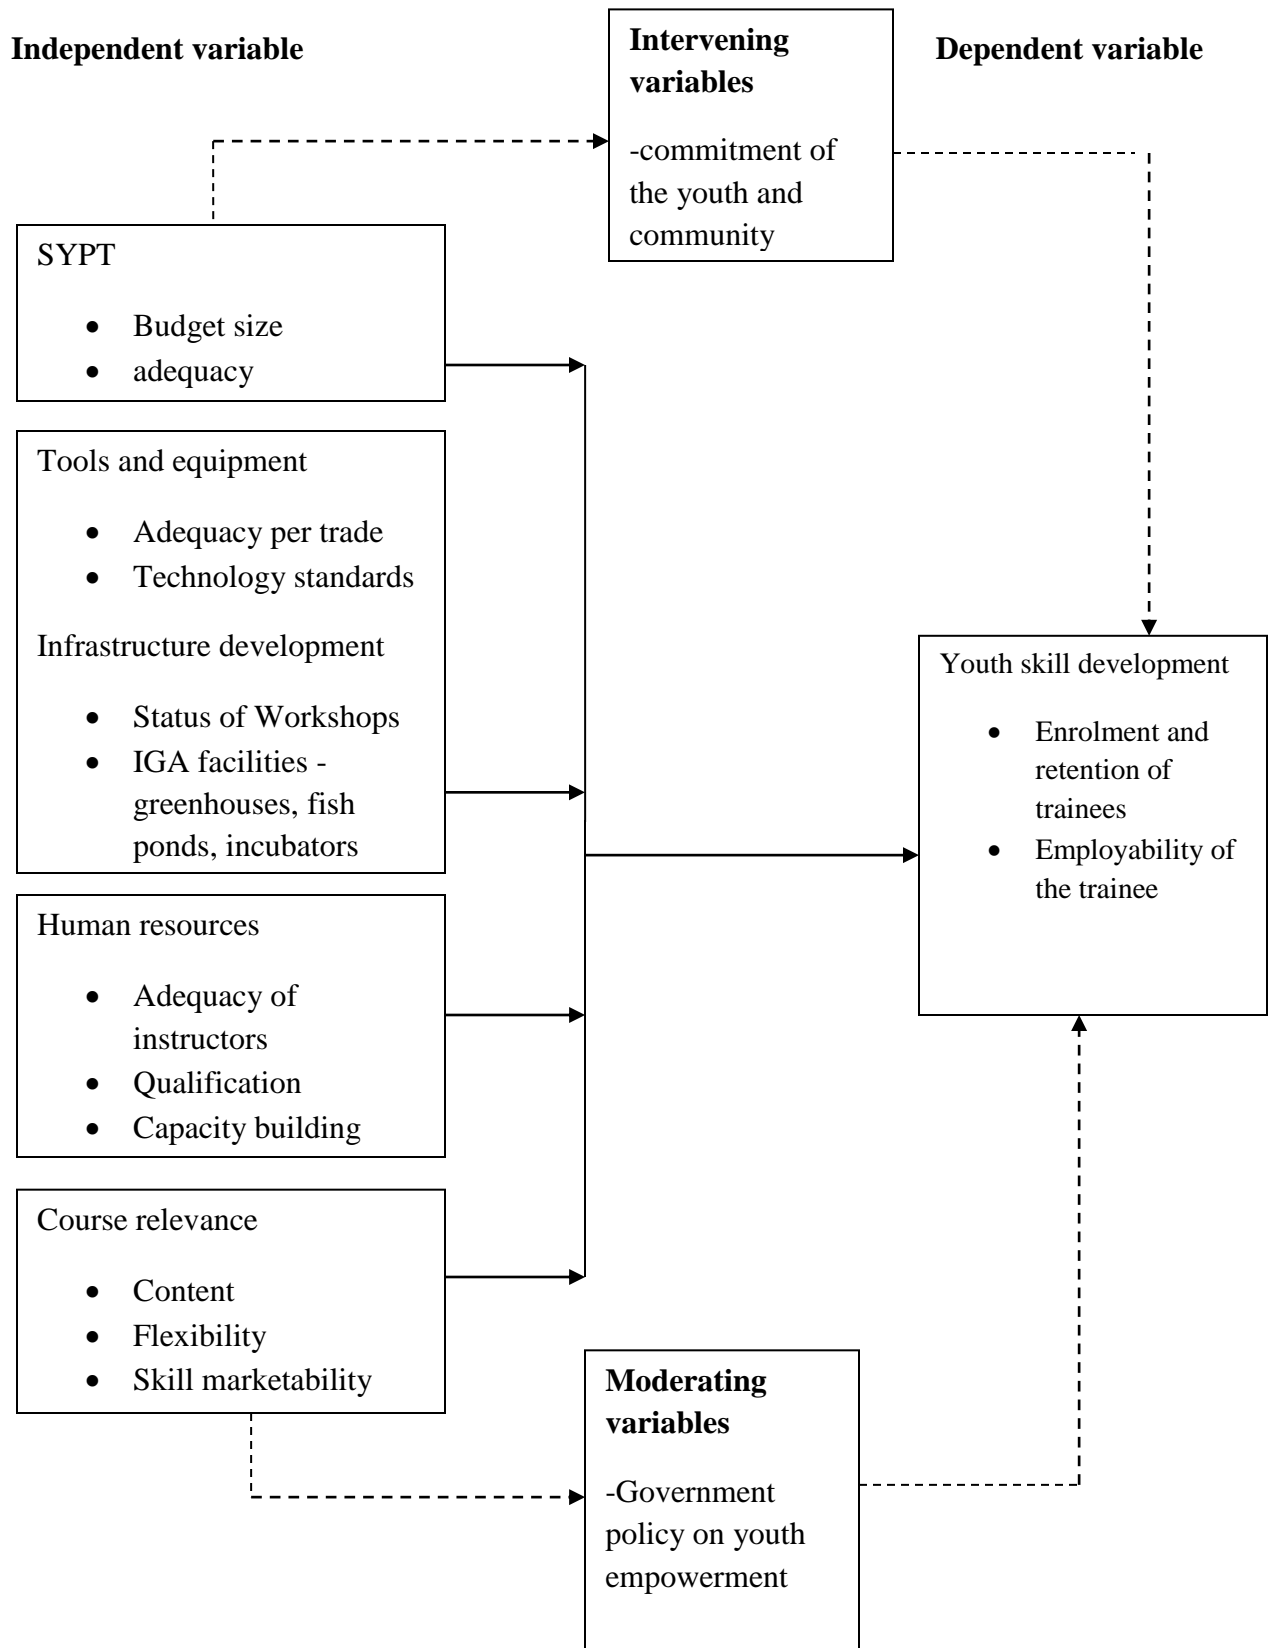 Independent variable
Intervening
variables
-commitment of
the youth and
community
Dependent variable
SYPT
• Budget size
• adequacy
Tools and equipment
• Adequacy per trade
• Technology standards
Infrastructure development
• Status of Workshops
• IGA facilities -
greenhouses, fish
ponds, incubators
Human resources
• Adequacy of
instructors
• Qualification
• Capacity building
Course relevance
• Content
• Flexibility
• Skill marketability
Youth skill development
• Enrolment and
retention of
trainees
• Employability of
the trainee
Moderating
variables
-Government
policy on youth
empowerment